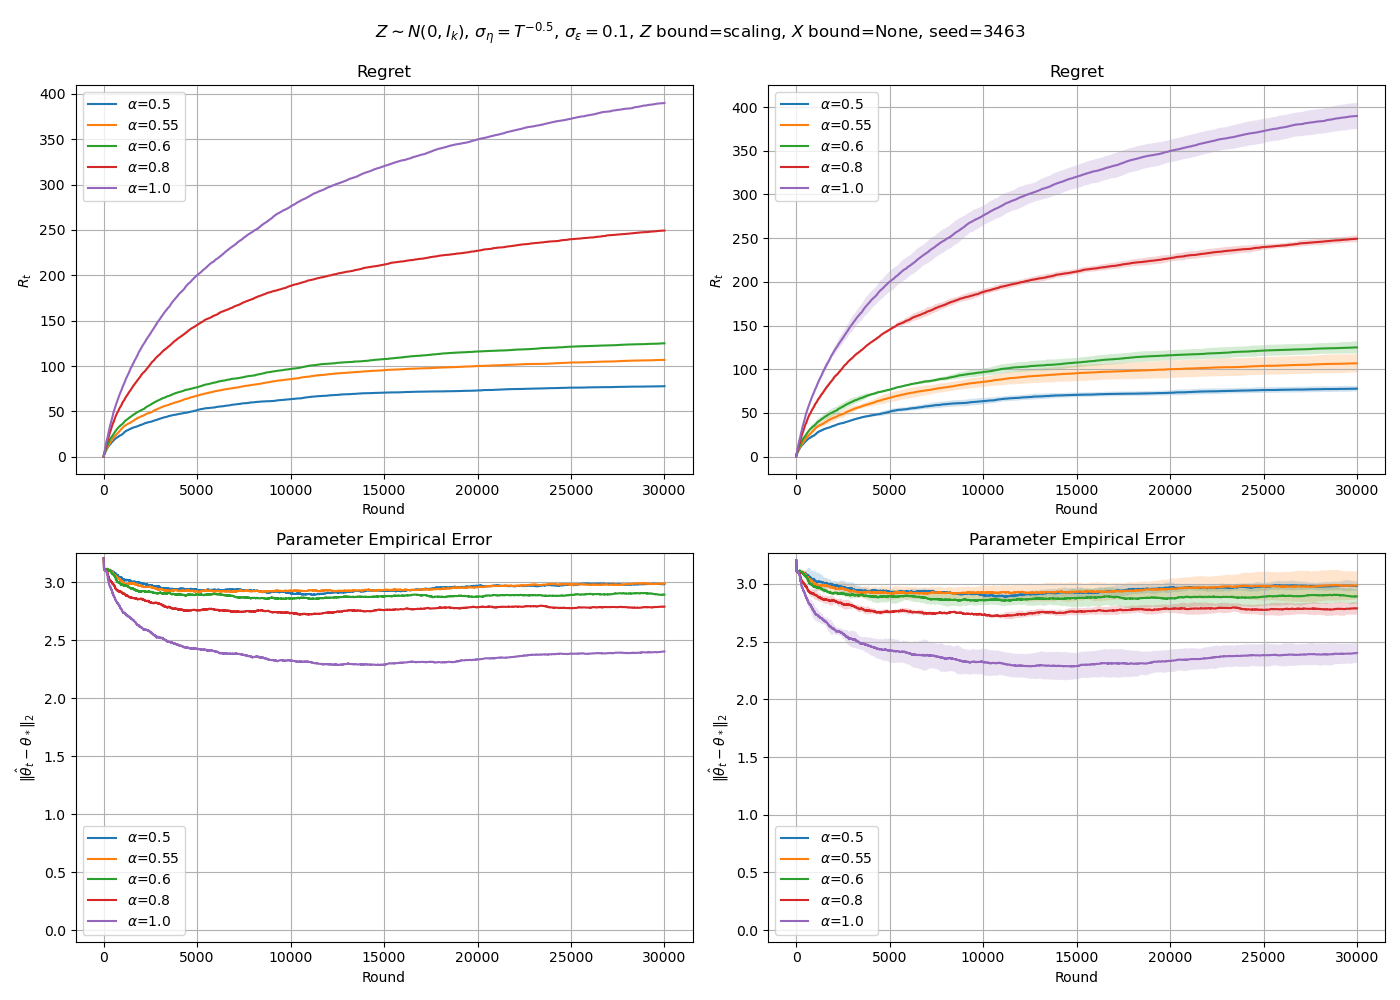 Z ∼ N(0, I_k), σ_η = T^{−0.5}, σ_ε = 0.1, Z bound=scaling, X bound=None, seed=3463
Regret
400
350
300
250
200
150
100
50
0
R_t
α=0.5
α=0.55
α=0.6
α=0.8
α=1.0
0 5000 10000 15000 20000 25000 30000
Round
Regret
400
350
300
250
200
150
100
50
0
R_t
α=0.5
α=0.55
α=0.6
α=0.8
α=1.0
0 5000 10000 15000 20000 25000 30000
Round
Parameter Empirical Error
3.0
2.5
2.0
1.5
1.0
0.5
0.0
‖θ̂_t − θ_*‖_2
α=0.5
α=0.55
α=0.6
α=0.8
α=1.0
0 5000 10000 15000 20000 25000 30000
Round
Parameter Empirical Error
3.0
2.5
2.0
1.5
1.0
0.5
0.0
‖θ̂_t − θ_*‖_2
α=0.5
α=0.55
α=0.6
α=0.8
α=1.0
0 5000 10000 15000 20000 25000 30000
Round